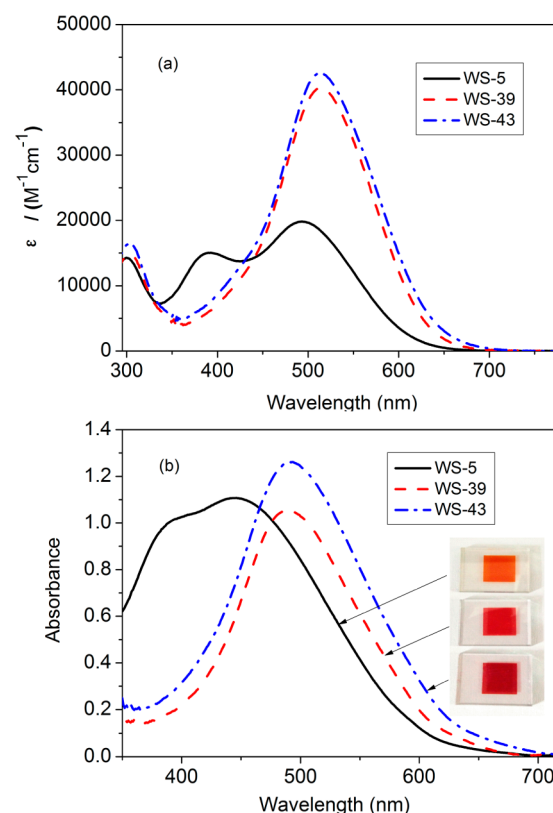 (a)
WS-5
WS-39
WS-43
ε / (M⁻¹cm⁻¹)
50000
40000
30000
20000
10000
0
300 400 500 600 700
Wavelength (nm)
(b)
WS-5
WS-39
WS-43
Absorbance
1.4
1.2
1.0
0.8
0.6
0.4
0.2
0.0
400 500 600 700
Wavelength (nm)